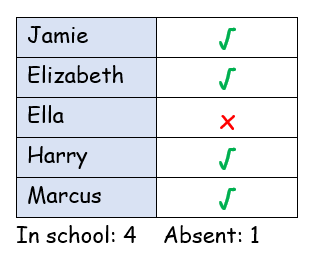 Jamie √
Elizabeth √
Ella ×
Harry √
Marcus √
In school: 4 Absent: 1